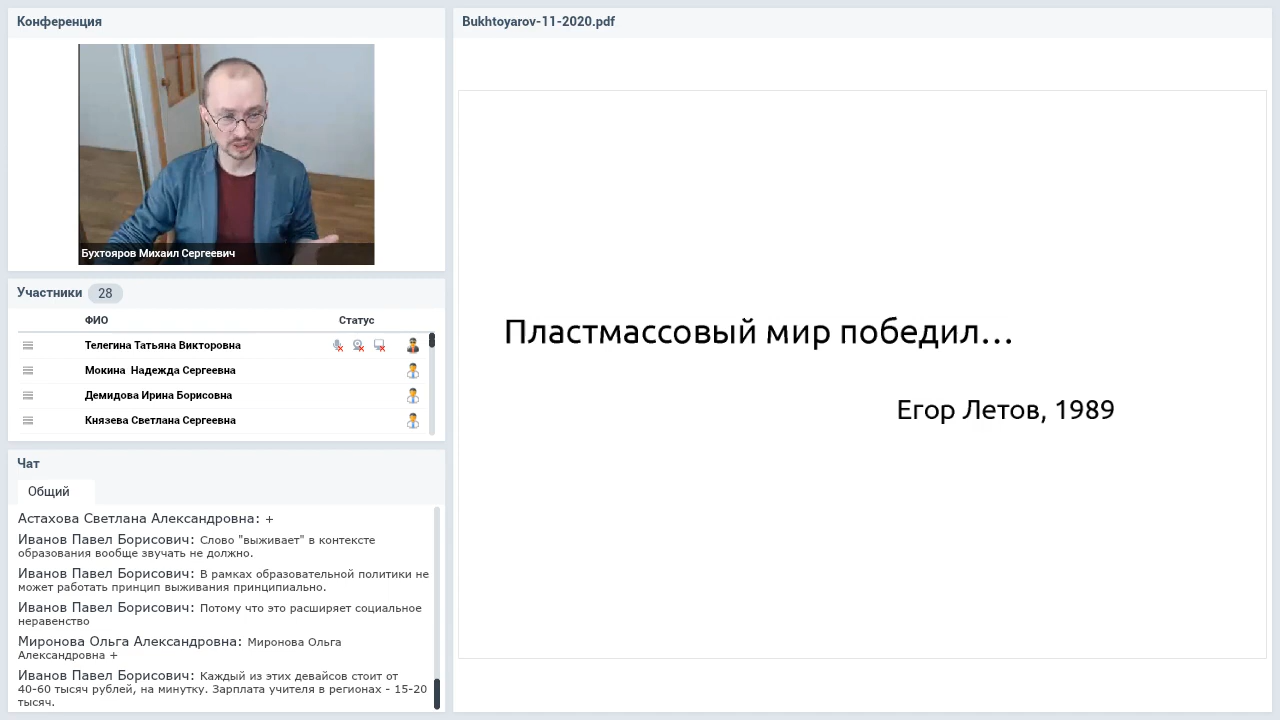 Конференция
Бухтояров Михаил Сергеевич
Участники 28
ФИО Статус
Телегина Татьяна Викторовна
Мокина Надежда Сергеевна
Демидова Ирина Борисовна
Князева Светлана Сергеевна
Чат
Общий
Астахова Светлана Александровна: +
Иванов Павел Борисович: Слово "выживает" в контексте
образования вообще звучать не должно.
Иванов Павел Борисович: В рамках образовательной политики не
может работать принцип выживания принципиально.
Иванов Павел Борисович: Потому что это расширяет социальное
неравенство
Миронова Ольга Александровна: Миронова Ольга
Александровна +
Иванов Павел Борисович: Каждый из этих девайсов стоит от
40-60 тысяч рублей, на минутку. Зарплата учителя в регионах - 15-20
тысяч.
Bukhtoyarov-11-2020.pdf
Пластмассовый мир победил...
Егор Летов, 1989